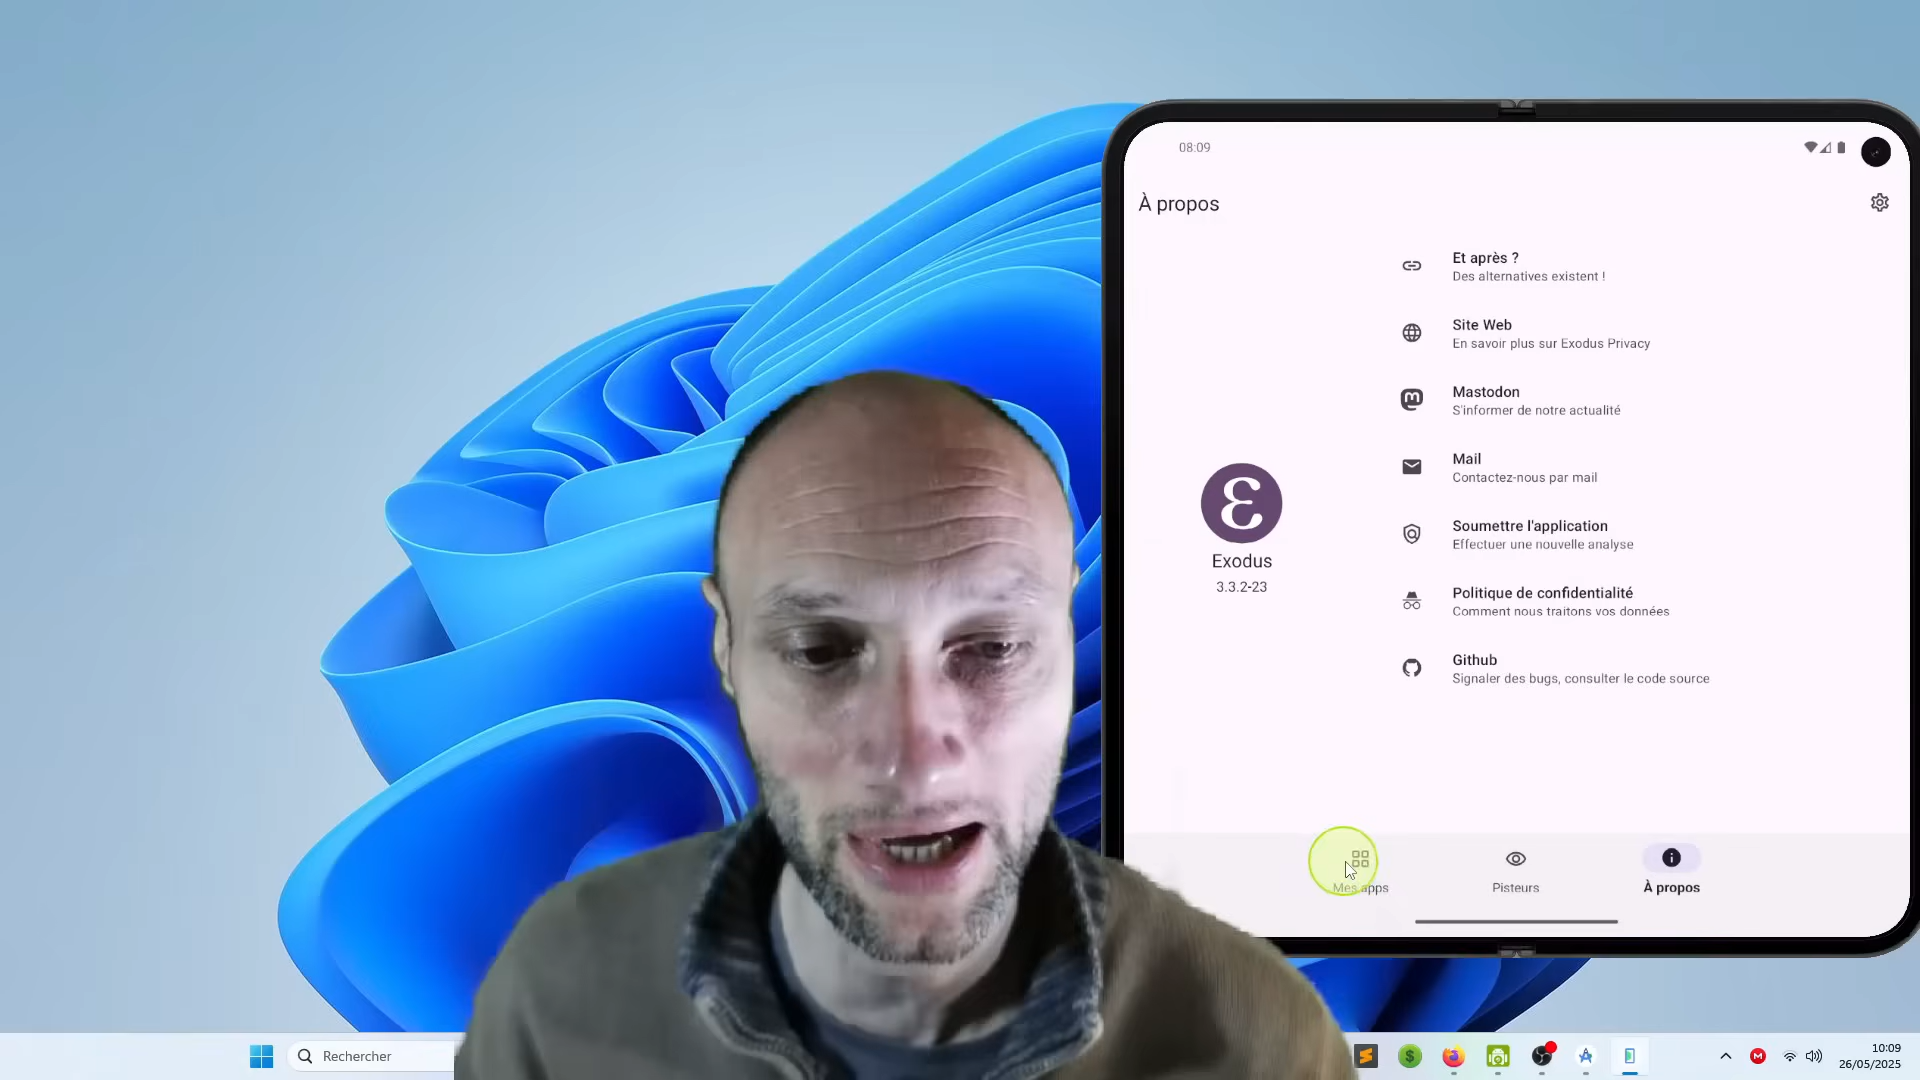 08:09
À propos
Et après ?
Des alternatives existent !
Site Web
En savoir plus sur Exodus Privacy
Mastodon
S'informer de notre actualité
Mail
Contactez-nous par mail
Exodus
3.3.2-23
Soumettre l'application
Effectuer une nouvelle analyse
Politique de confidentialité
Comment nous traitons vos données
Github
Signaler des bugs, consulter le code source
Mes apps
Pisteurs
À propos
Rechercher
10:09
26/05/2025